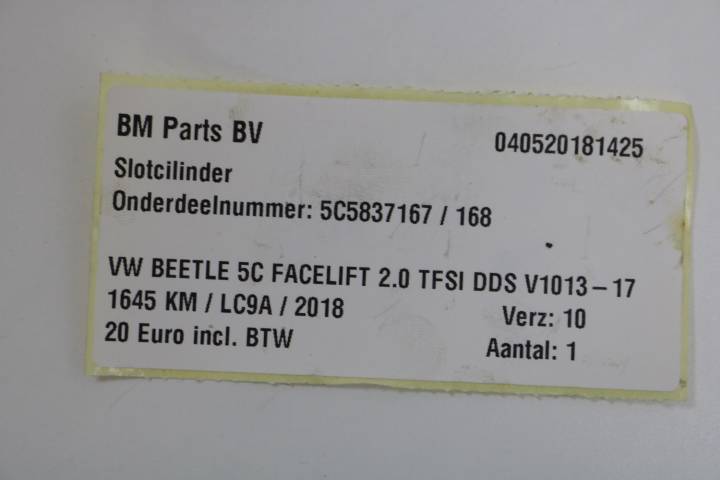 BM Parts BV 040520181425
Slotcilinder
Onderdeelnummer: 5C5837167 / 168
VW BEETLE 5C FACELIFT 2.0 TFSI DDS V1013-17
1645 KM / LC9A / 2018 Verz: 10
20 Euro incl. BTW Aantal: 1